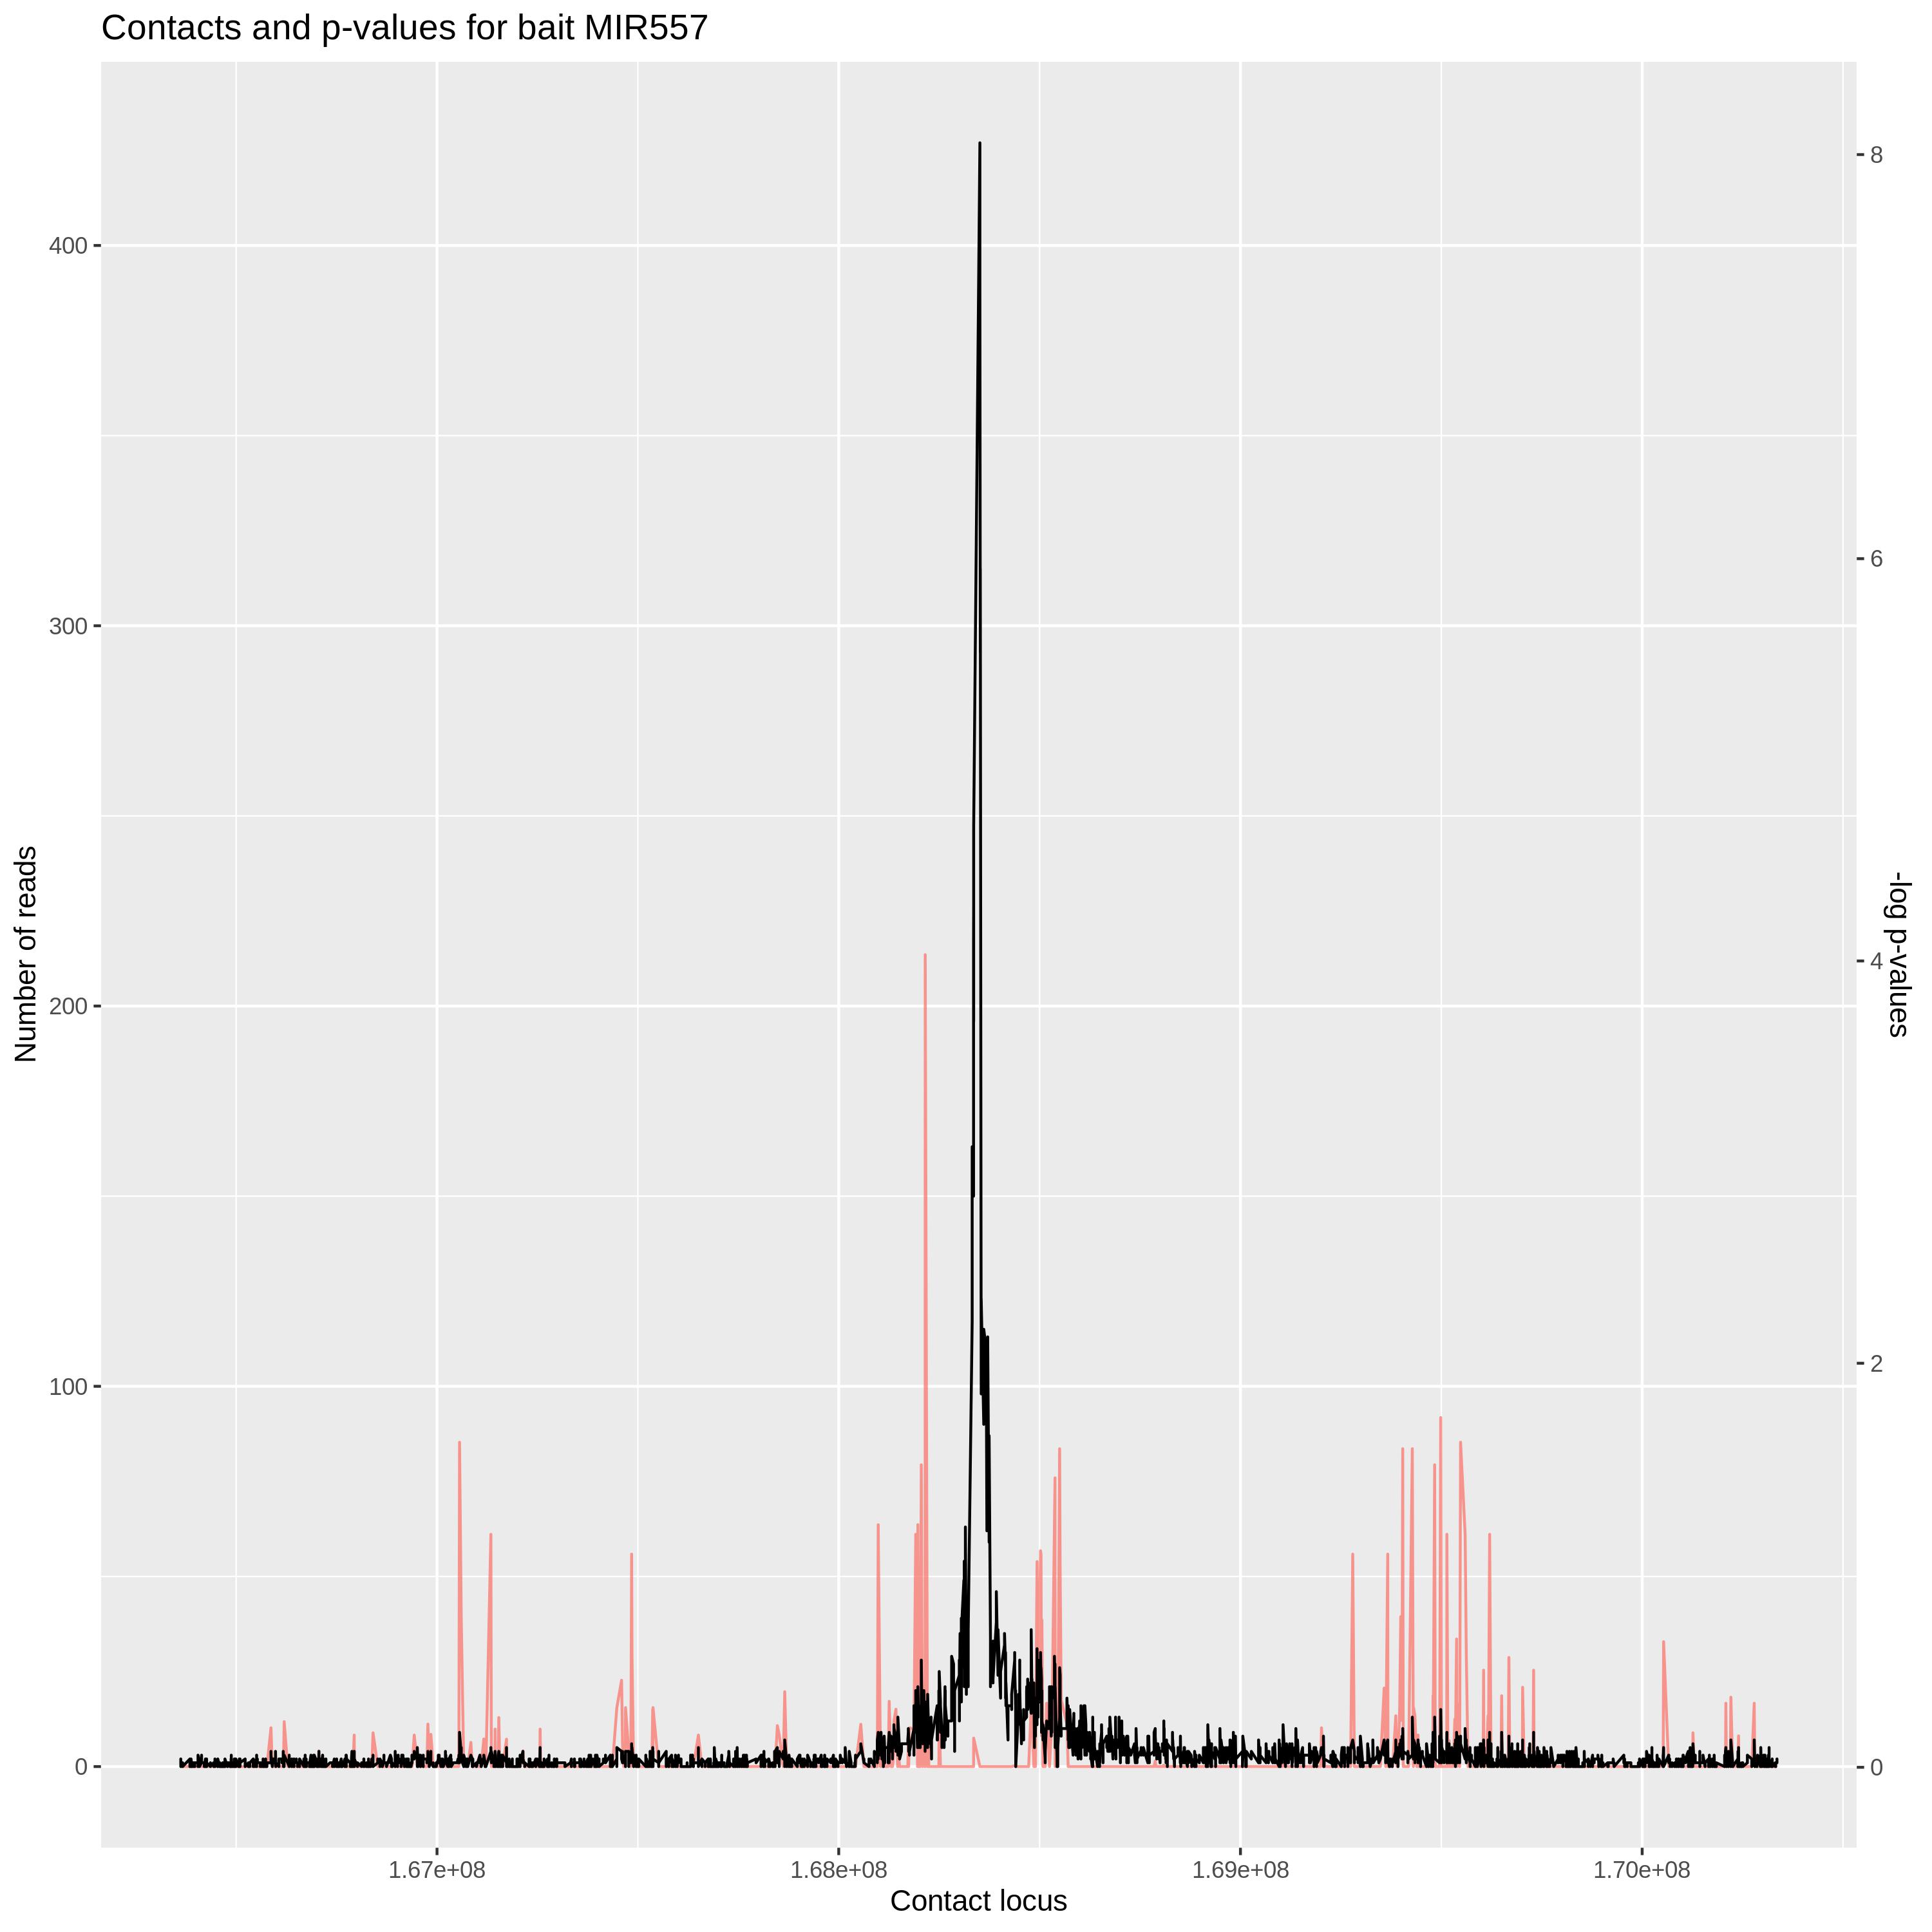 Contacts and p-values for bait MIR557
Number of reads
400
300
200
100
0
8
6
4
2
0
-log p-values
1.67e+08
1.68e+08
1.69e+08
1.70e+08
Contact locus